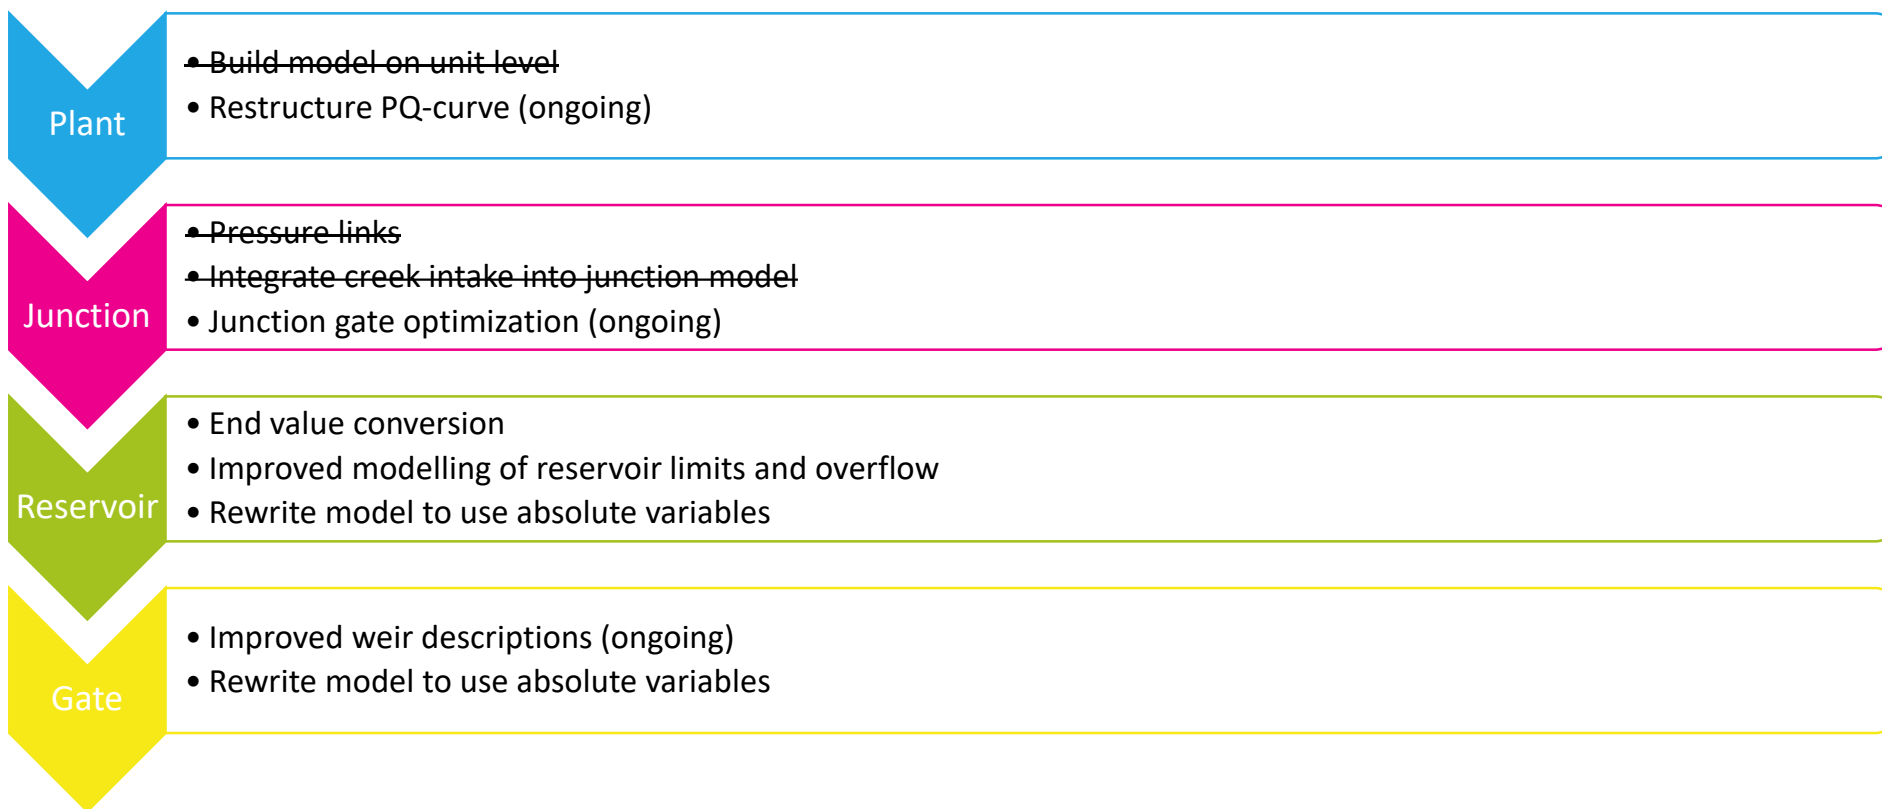 Plant
• Build model on unit level
• Restructure PQ-curve (ongoing)
Junction
• Pressure links
• Integrate creek intake into junction model
• Junction gate optimization (ongoing)
Reservoir
• End value conversion
• Improved modelling of reservoir limits and overflow
• Rewrite model to use absolute variables
Gate
• Improved weir descriptions (ongoing)
• Rewrite model to use absolute variables